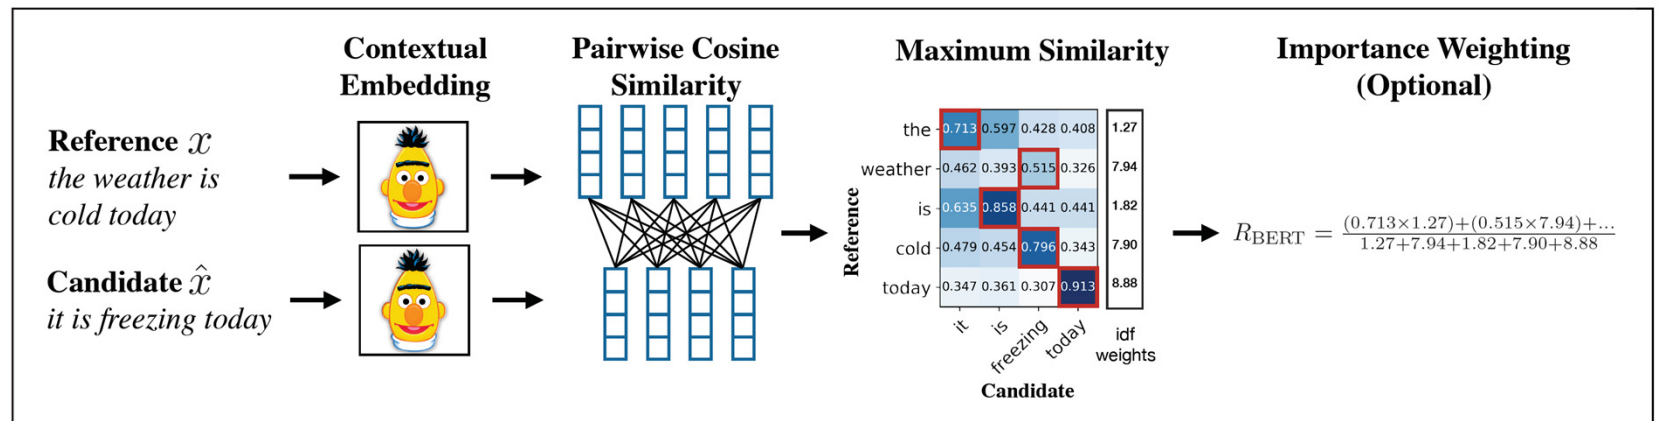 Contextual
Embedding
Pairwise Cosine
Similarity
Maximum Similarity
Importance Weighting
(Optional)
Reference x
the weather is
cold today
Candidate x̂
it is freezing today
Reference
the 0.713 0.597 0.428 0.408 1.27
weather 0.462 0.393 0.515 0.326 7.94
is 0.635 0.858 0.441 0.441 1.82
cold 0.479 0.454 0.796 0.343 7.90
today 0.347 0.361 0.307 0.913 8.88
it is freezing today
idf
weights
Candidate
R_BERT = (0.713×1.27)+(0.515×7.94)+... / 1.27+7.94+1.82+7.90+8.88